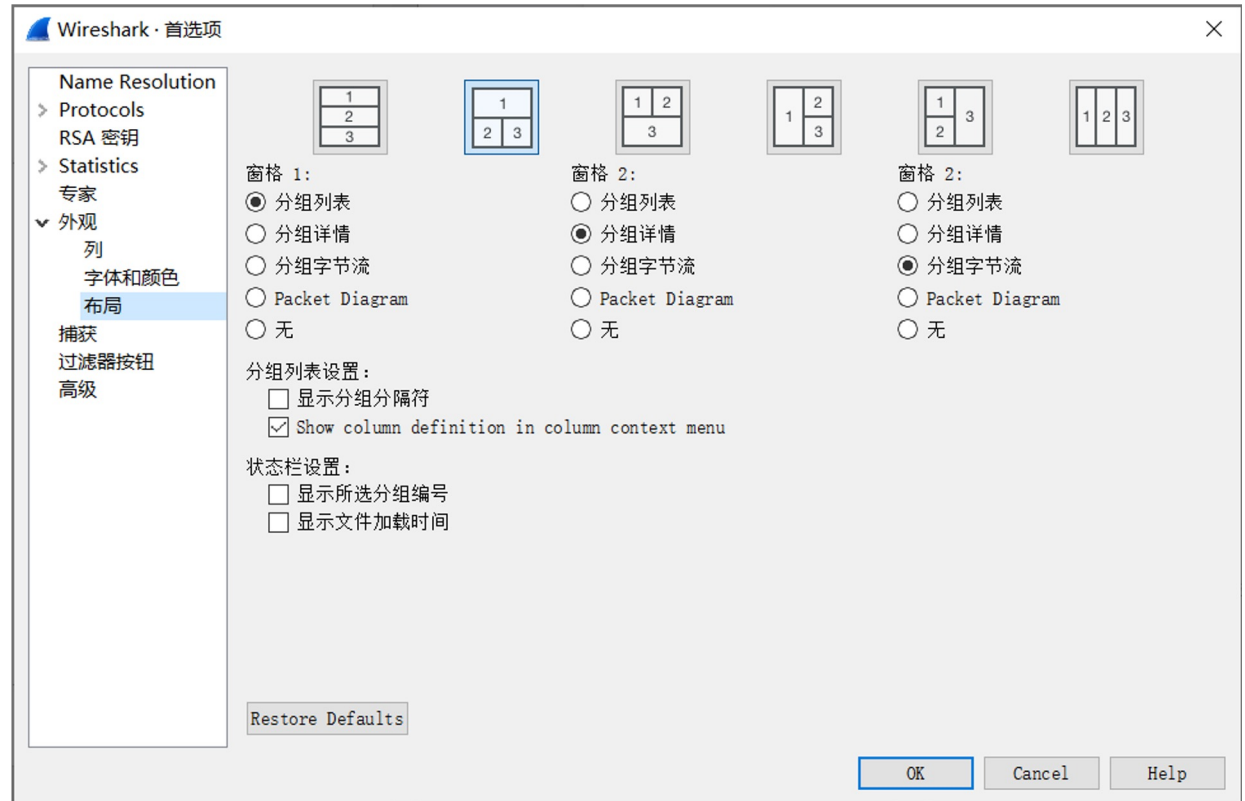 Wireshark · 首选项
Name Resolution
Protocols
RSA 密钥
Statistics
专家
外观
列
字体和颜色
布局
捕获
过滤器按钮
高级
1 2 3
1 2 3
1 2 3
1 2 3
1 2 3
1 2 3
窗格 1:
分组列表
分组详情
分组字节流
Packet Diagram
无
窗格 2:
分组列表
分组详情
分组字节流
Packet Diagram
无
窗格 2:
分组列表
分组详情
分组字节流
Packet Diagram
无
分组列表设置:
显示分组分隔符
Show column definition in column context menu
状态栏设置:
显示所选分组编号
显示文件加载时间
Restore Defaults
OK Cancel Help